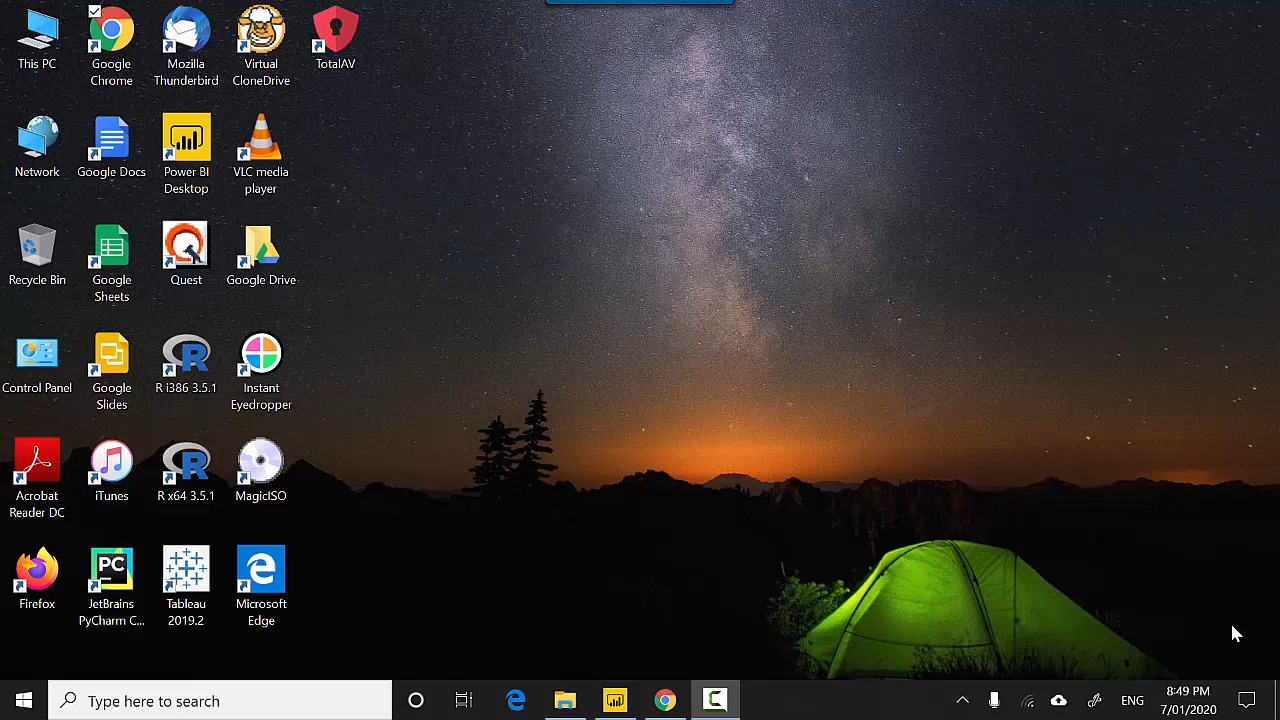 This PC
Google
Chrome
Mozilla
Thunderbird
Virtual
CloneDrive
TotalAV
Network
Google Docs
Power BI
Desktop
VLC media
player
Recycle Bin
Google
Sheets
Quest
Google Drive
Control Panel
Google
Slides
R i386 3.5.1
Instant
Eyedropper
Acrobat
Reader DC
iTunes
R x64 3.5.1
MagicISO
Firefox
PC
JetBrains
PyCharm C...
Tableau
2019.2
Microsoft
Edge
Type here to search
ENG
8:49 PM
7/01/2020